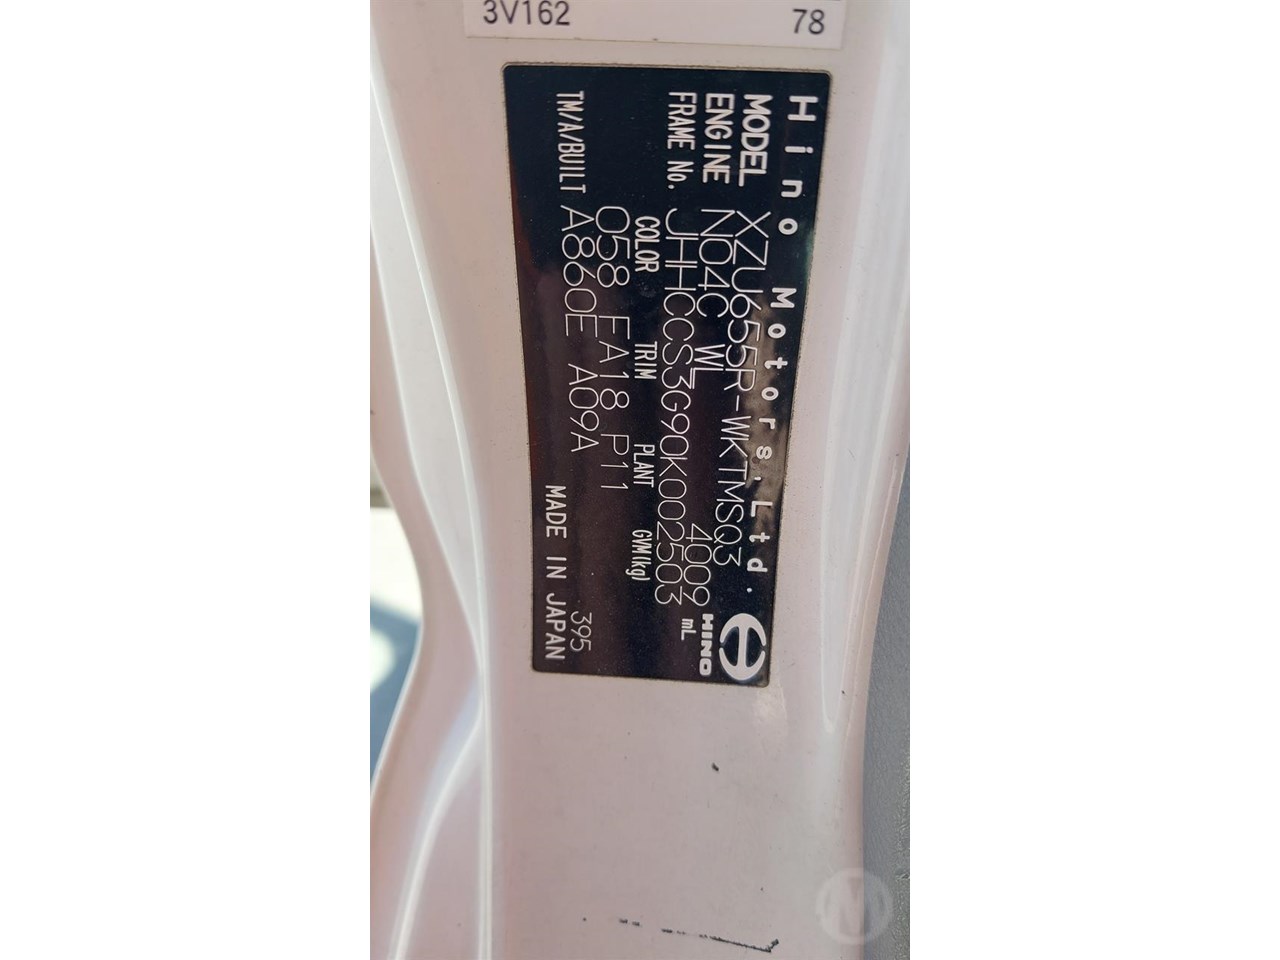 3V162 78
Hino Motors, Ltd.
HINO
MODEL XZU655R-WKTMSQ3
ENGINE N04C WL 4009 mL
FRAME No. JHHCCS3G90K002503
COLOR TRIM PLANT GVM(kg)
058 FA18 P11
TM/A/BUILT A860E A09A 395
MADE IN JAPAN
M